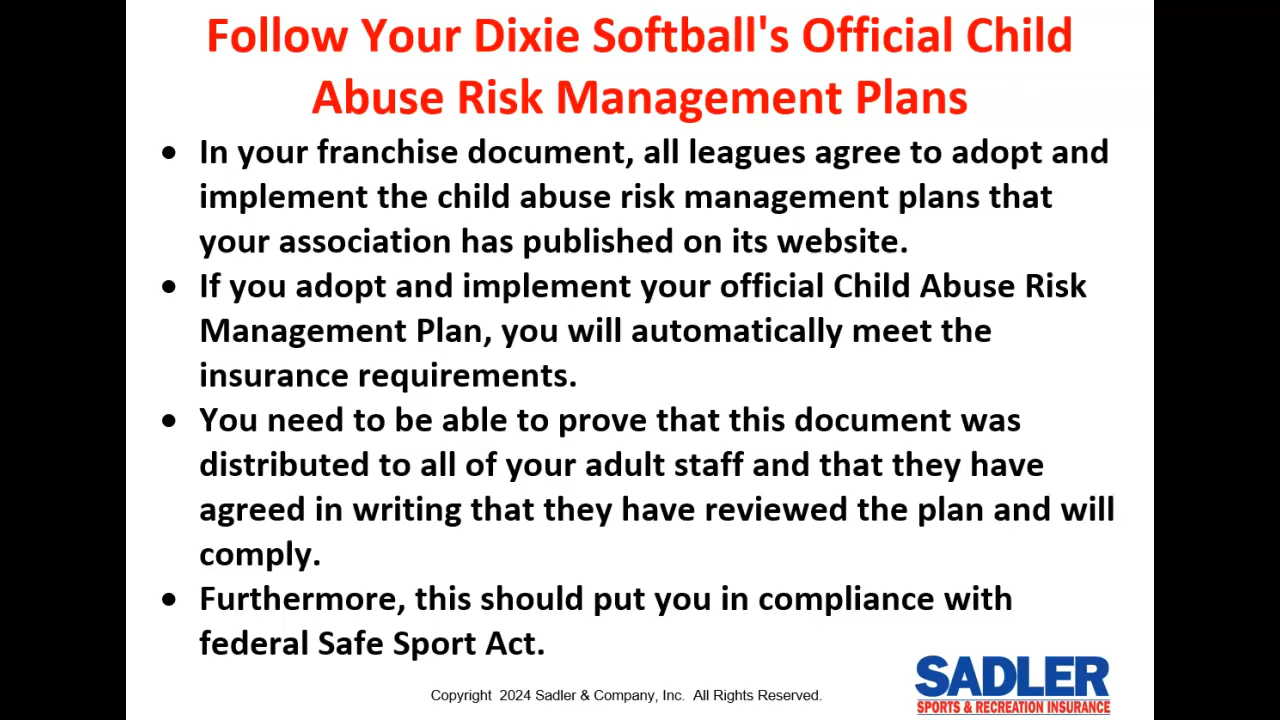 Follow Your Dixie Softball's Official Child
Abuse Risk Management Plans
• In your franchise document, all leagues agree to adopt and
implement the child abuse risk management plans that
your association has published on its website.
• If you adopt and implement your official Child Abuse Risk
Management Plan, you will automatically meet the
insurance requirements.
• You need to be able to prove that this document was
distributed to all of your adult staff and that they have
agreed in writing that they have reviewed the plan and will
comply.
• Furthermore, this should put you in compliance with
federal Safe Sport Act.
Copyright 2024 Sadler & Company, Inc. All Rights Reserved.
SADLER
SPORTS & RECREATION INSURANCE